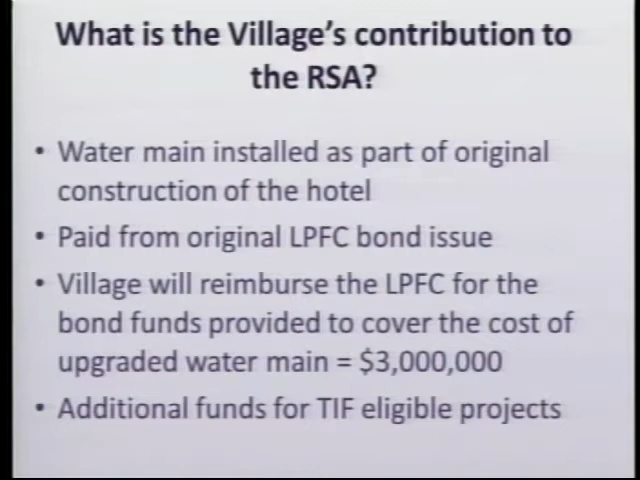 What is the Village's contribution to
the RSA?
• Water main installed as part of original
construction of the hotel
• Paid from original LPFC bond issue
• Village will reimburse the LPFC for the
bond funds provided to cover the cost of
upgraded water main = $3,000,000
• Additional funds for TIF eligible projects